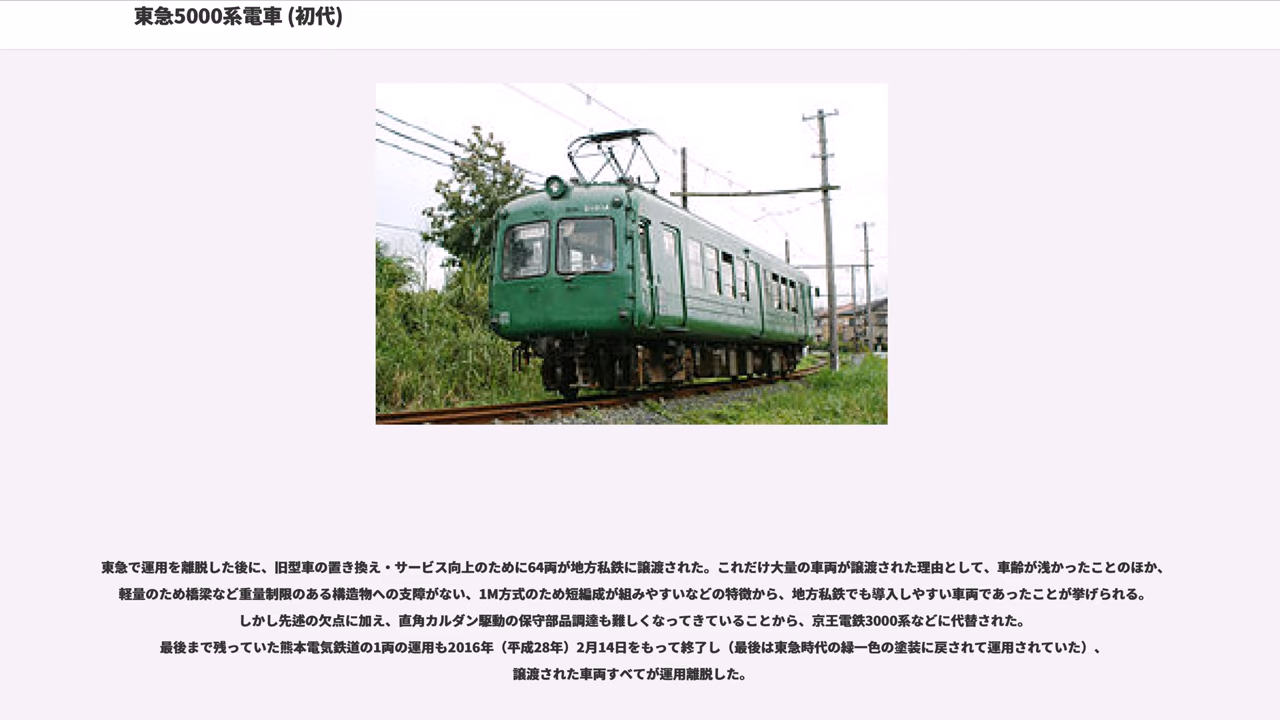 東急5000系電車 (初代)
東急で運用を離脱した後に、旧型車の置き換え・サービス向上のために64両が地方私鉄に譲渡された。これだけ大量の車両が譲渡された理由として、車齢が浅かったことのほか、
軽量のため橋梁など重量制限のある構造物への支障がない、1M方式のため短編成が組みやすいなどの特徴から、地方私鉄でも導入しやすい車両であったことが挙げられる。
しかし先述の欠点に加え、直角カルダン駆動の保守部品調達も難しくなってきていることから、京王電鉄3000系などに代替された。
最後まで残っていた熊本電気鉄道の1両の運用も2016年（平成28年）2月14日をもって終了し（最後は東急時代の緑一色の塗装に戻されて運用されていた）、
譲渡された車両すべてが運用離脱した。